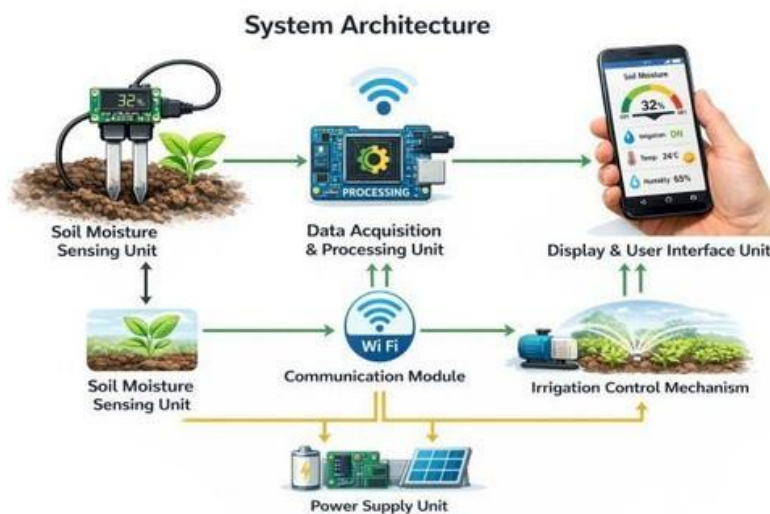 System Architecture
32%
PROCESSING
Soil Moisture
32%
Irrigation ON
Temp 24°C
Humidity 65%
Soil Moisture
Sensing Unit
Data Acquisition
& Processing Unit
Display & User Interface Unit
Wi Fi
Soil Moisture
Sensing Unit
Communication Module
Irrigation Control Mechanism
Power Supply Unit